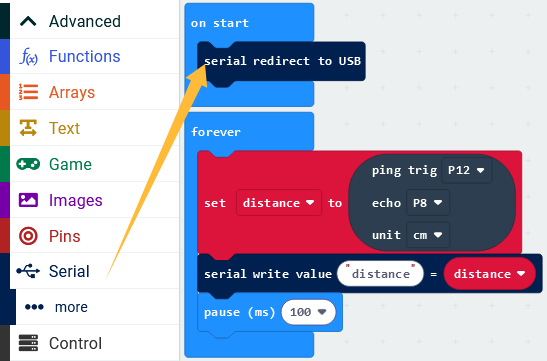 Advanced
Functions
Arrays
Text
Game
Images
Pins
Serial
more
Control
on start
serial redirect to USB
forever
ping trig P12
set distance to echo P8
unit cm
serial write value "distance" = distance
pause (ms) 100